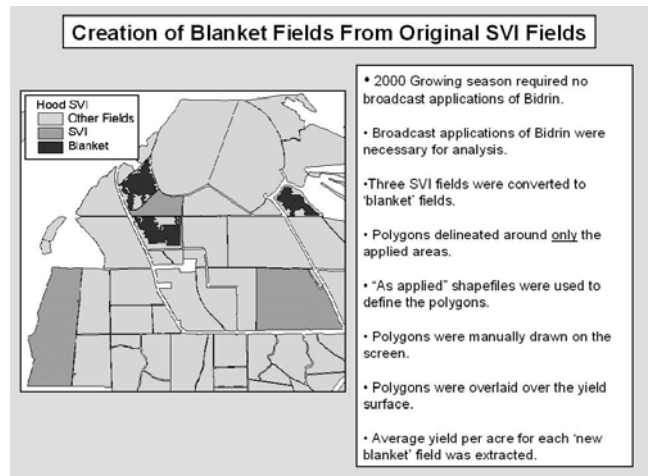 Creation of Blanket Fields From Original SVI Fields
Hood SVI
Other Fields
SVI
Blanket
• 2000 Growing season required no
broadcast applications of Bidrin.
• Broadcast applications of Bidrin were
necessary for analysis.
•Three SVI fields were converted to
‘blanket’ fields.
• Polygons delineated around only the
applied areas.
• “As applied” shapefiles were used to
define the polygons.
• Polygons were manually drawn on the
screen.
• Polygons were overlaid over the yield
surface.
• Average yield per acre for each ‘new
blanket’ field was extracted.